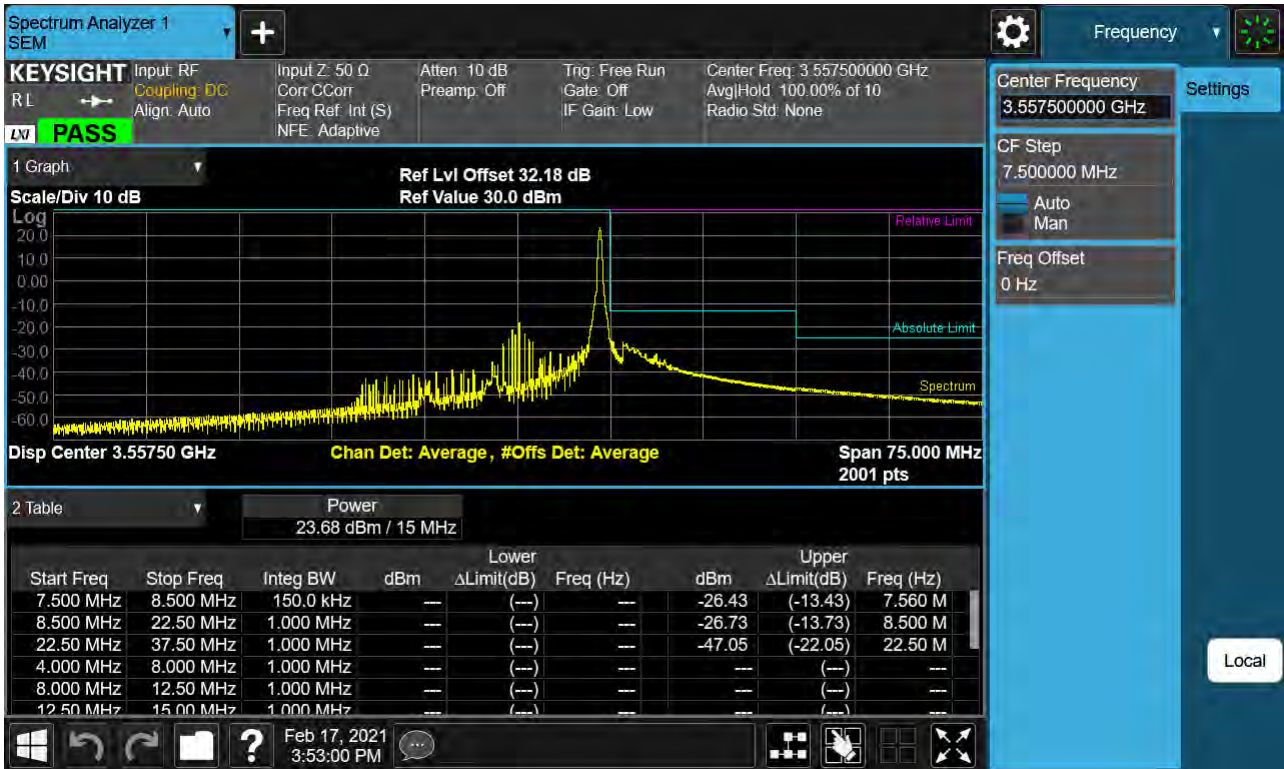 Spectrum Analyzer 1
SEM
+
Frequency
KEYSIGHT
RL
LXI PASS
Input: RF
Coupling: DC
Align: Auto
Input Z: 50 Ω
Corr CCorr
Freq Ref: Int (S)
NFE: Adaptive
Atten: 10 dB
Preamp: Off
Trig: Free Run
Gate: Off
IF Gain: Low
Center Freq: 3.557500000 GHz
Avg|Hold: 100.00% of 10
Radio Std: None
Center Frequency
3.557500000 GHz
Settings
CF Step
7.500000 MHz
Auto
Man
Freq Offset
0 Hz
Local
1 Graph
Ref Lvl Offset 32.18 dB
Scale/Div 10 dB
Ref Value 30.0 dBm
Log
20.0
10.0
0.00
-10.0
-20.0
-30.0
-40.0
-50.0
-60.0
Relative Limit
Absolute Limit
Spectrum
Disp Center 3.55750 GHz
Chan Det: Average , #Offs Det: Average
Span 75.000 MHz
2001 pts
2 Table
Power
23.68 dBm / 15 MHz
Lower Upper
Start Freq Stop Freq Integ BW dBm ΔLimit(dB) Freq (Hz) dBm ΔLimit(dB) Freq (Hz)
7.500 MHz 8.500 MHz 150.0 kHz --- (---) --- -26.43 (-13.43) 7.560 M
8.500 MHz 22.50 MHz 1.000 MHz --- (---) --- -26.73 (-13.73) 8.500 M
22.50 MHz 37.50 MHz 1.000 MHz --- (---) --- -47.05 (-22.05) 22.50 M
4.000 MHz 8.000 MHz 1.000 MHz --- (---) --- --- (---) ---
8.000 MHz 12.50 MHz 1.000 MHz --- (---) --- --- (---) ---
12.50 MHz 15.00 MHz 1.000 MHz --- (---) --- --- (---) ---
?
Feb 17, 2021
3:53:00 PM